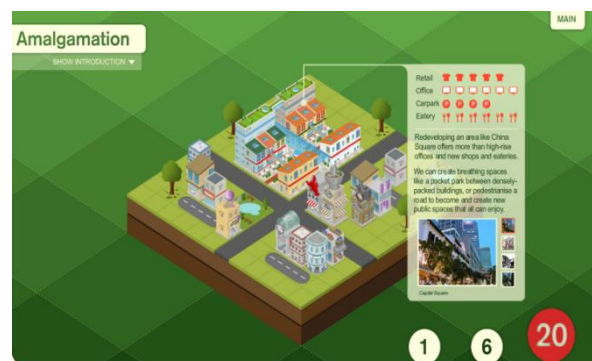 MAIN
Amalgamation
SHOW INTRODUCTION
Retail
Office
Carpark
P P P P
Eatery
Redeveloping an area like China
Square offers more than high-rise
offices and new shops and eateries.
We can create breathing spaces
like a pocket park between densely-
packed buildings, or pedestrianise a
road to become and create new
public spaces that all can enjoy.
Capital Square
1 6 20